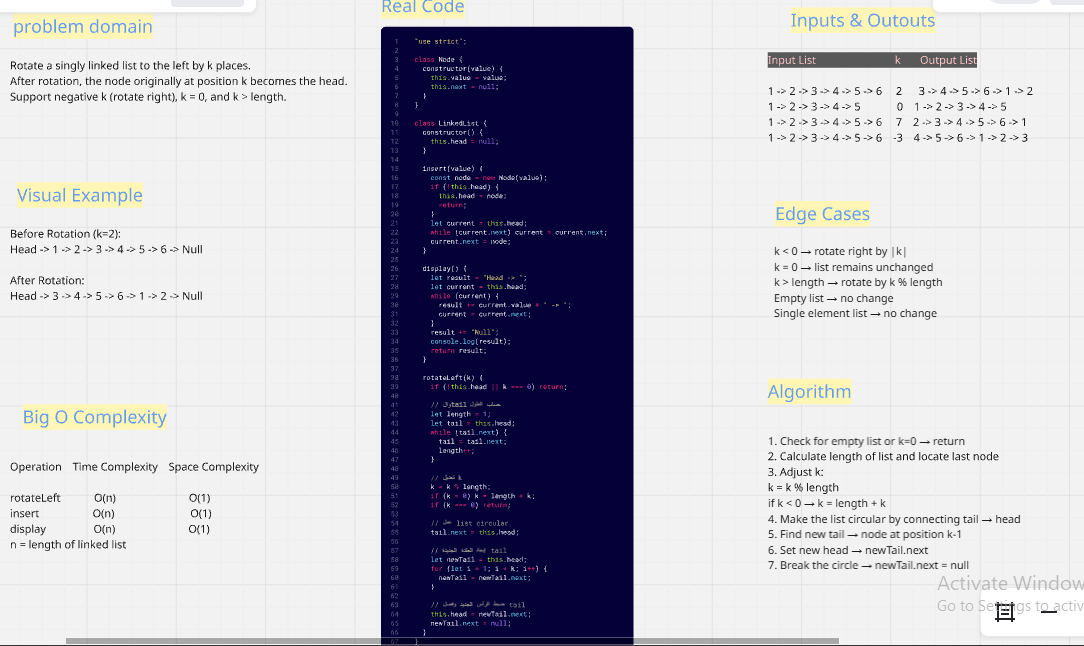 problem domain
Rotate a singly linked list to the left by k places.
After rotation, the node originally at position k becomes the head.
Support negative k (rotate right), k = 0, and k > length.
Visual Example
Before Rotation (k=2):
Head -> 1 -> 2 -> 3 -> 4 -> 5 -> 6 -> Null
After Rotation:
Head -> 3 -> 4 -> 5 -> 6 -> 1 -> 2 -> Null
Big O Complexity
Operation Time Complexity Space Complexity
rotateLeft O(n) O(1)
insert O(n) O(1)
display O(n) O(1)
n = length of linked list
Real Code
1 "use strict";
2
3 class Node {
4 constructor(value) {
5 this.value = value;
6 this.next = null;
7 }
8 }
9
10 class LinkedList {
11 constructor() {
12 this.head = null;
13 }
14
15 insert(value) {
16 const node = new Node(value);
17 if (!this.head) {
18 this.head = node;
19 return;
20 }
21 let current = this.head;
22 while (current.next) current = current.next;
23 current.next = node;
24 }
25
26 display() {
27 let result = "Head -> ";
28 let current = this.head;
29 while (current) {
30 result += current.value + " -> ";
31 current = current.next;
32 }
33 result += "Null";
34 console.log(result);
35 return result;
36 }
37
38 rotateLeft(k) {
39 if (!this.head || k === 0) return;
40
41 // حساب الطول والtail
42 let length = 1;
43 let tail = this.head;
44 while (tail.next) {
45 tail = tail.next;
46 length++;
47 }
48
49 // تعديل k
50 k = k % length;
51 if (k < 0) k = length + k;
52 if (k === 0) return;
53
54 // عمل list circular
55 tail.next = this.head;
56
57 // إيجاد العقدة الجديدة tail
58 let newTail = this.head;
59 for (let i = 1; i < k; i++) {
60 newTail = newTail.next;
61 }
62
63 // ضبط الرأس الجديد وفصل tail
64 this.head = newTail.next;
65 newTail.next = null;
66 }
67 }
Inputs & Outouts
Input List k Output List
1 -> 2 -> 3 -> 4 -> 5 -> 6 2 3 -> 4 -> 5 -> 6 -> 1 -> 2
1 -> 2 -> 3 -> 4 -> 5 0 1 -> 2 -> 3 -> 4 -> 5
1 -> 2 -> 3 -> 4 -> 5 -> 6 7 2 -> 3 -> 4 -> 5 -> 6 -> 1
1 -> 2 -> 3 -> 4 -> 5 -> 6 -3 4 -> 5 -> 6 -> 1 -> 2 -> 3
Edge Cases
k < 0 → rotate right by |k|
k = 0 → list remains unchanged
k > length → rotate by k % length
Empty list → no change
Single element list → no change
Algorithm
1. Check for empty list or k=0 → return
2. Calculate length of list and locate last node
3. Adjust k:
k = k % length
if k < 0 → k = length + k
4. Make the list circular by connecting tail → head
5. Find new tail → node at position k-1
6. Set new head → newTail.next
7. Break the circle → newTail.next = null
Activate Window
Go to Settings to activ